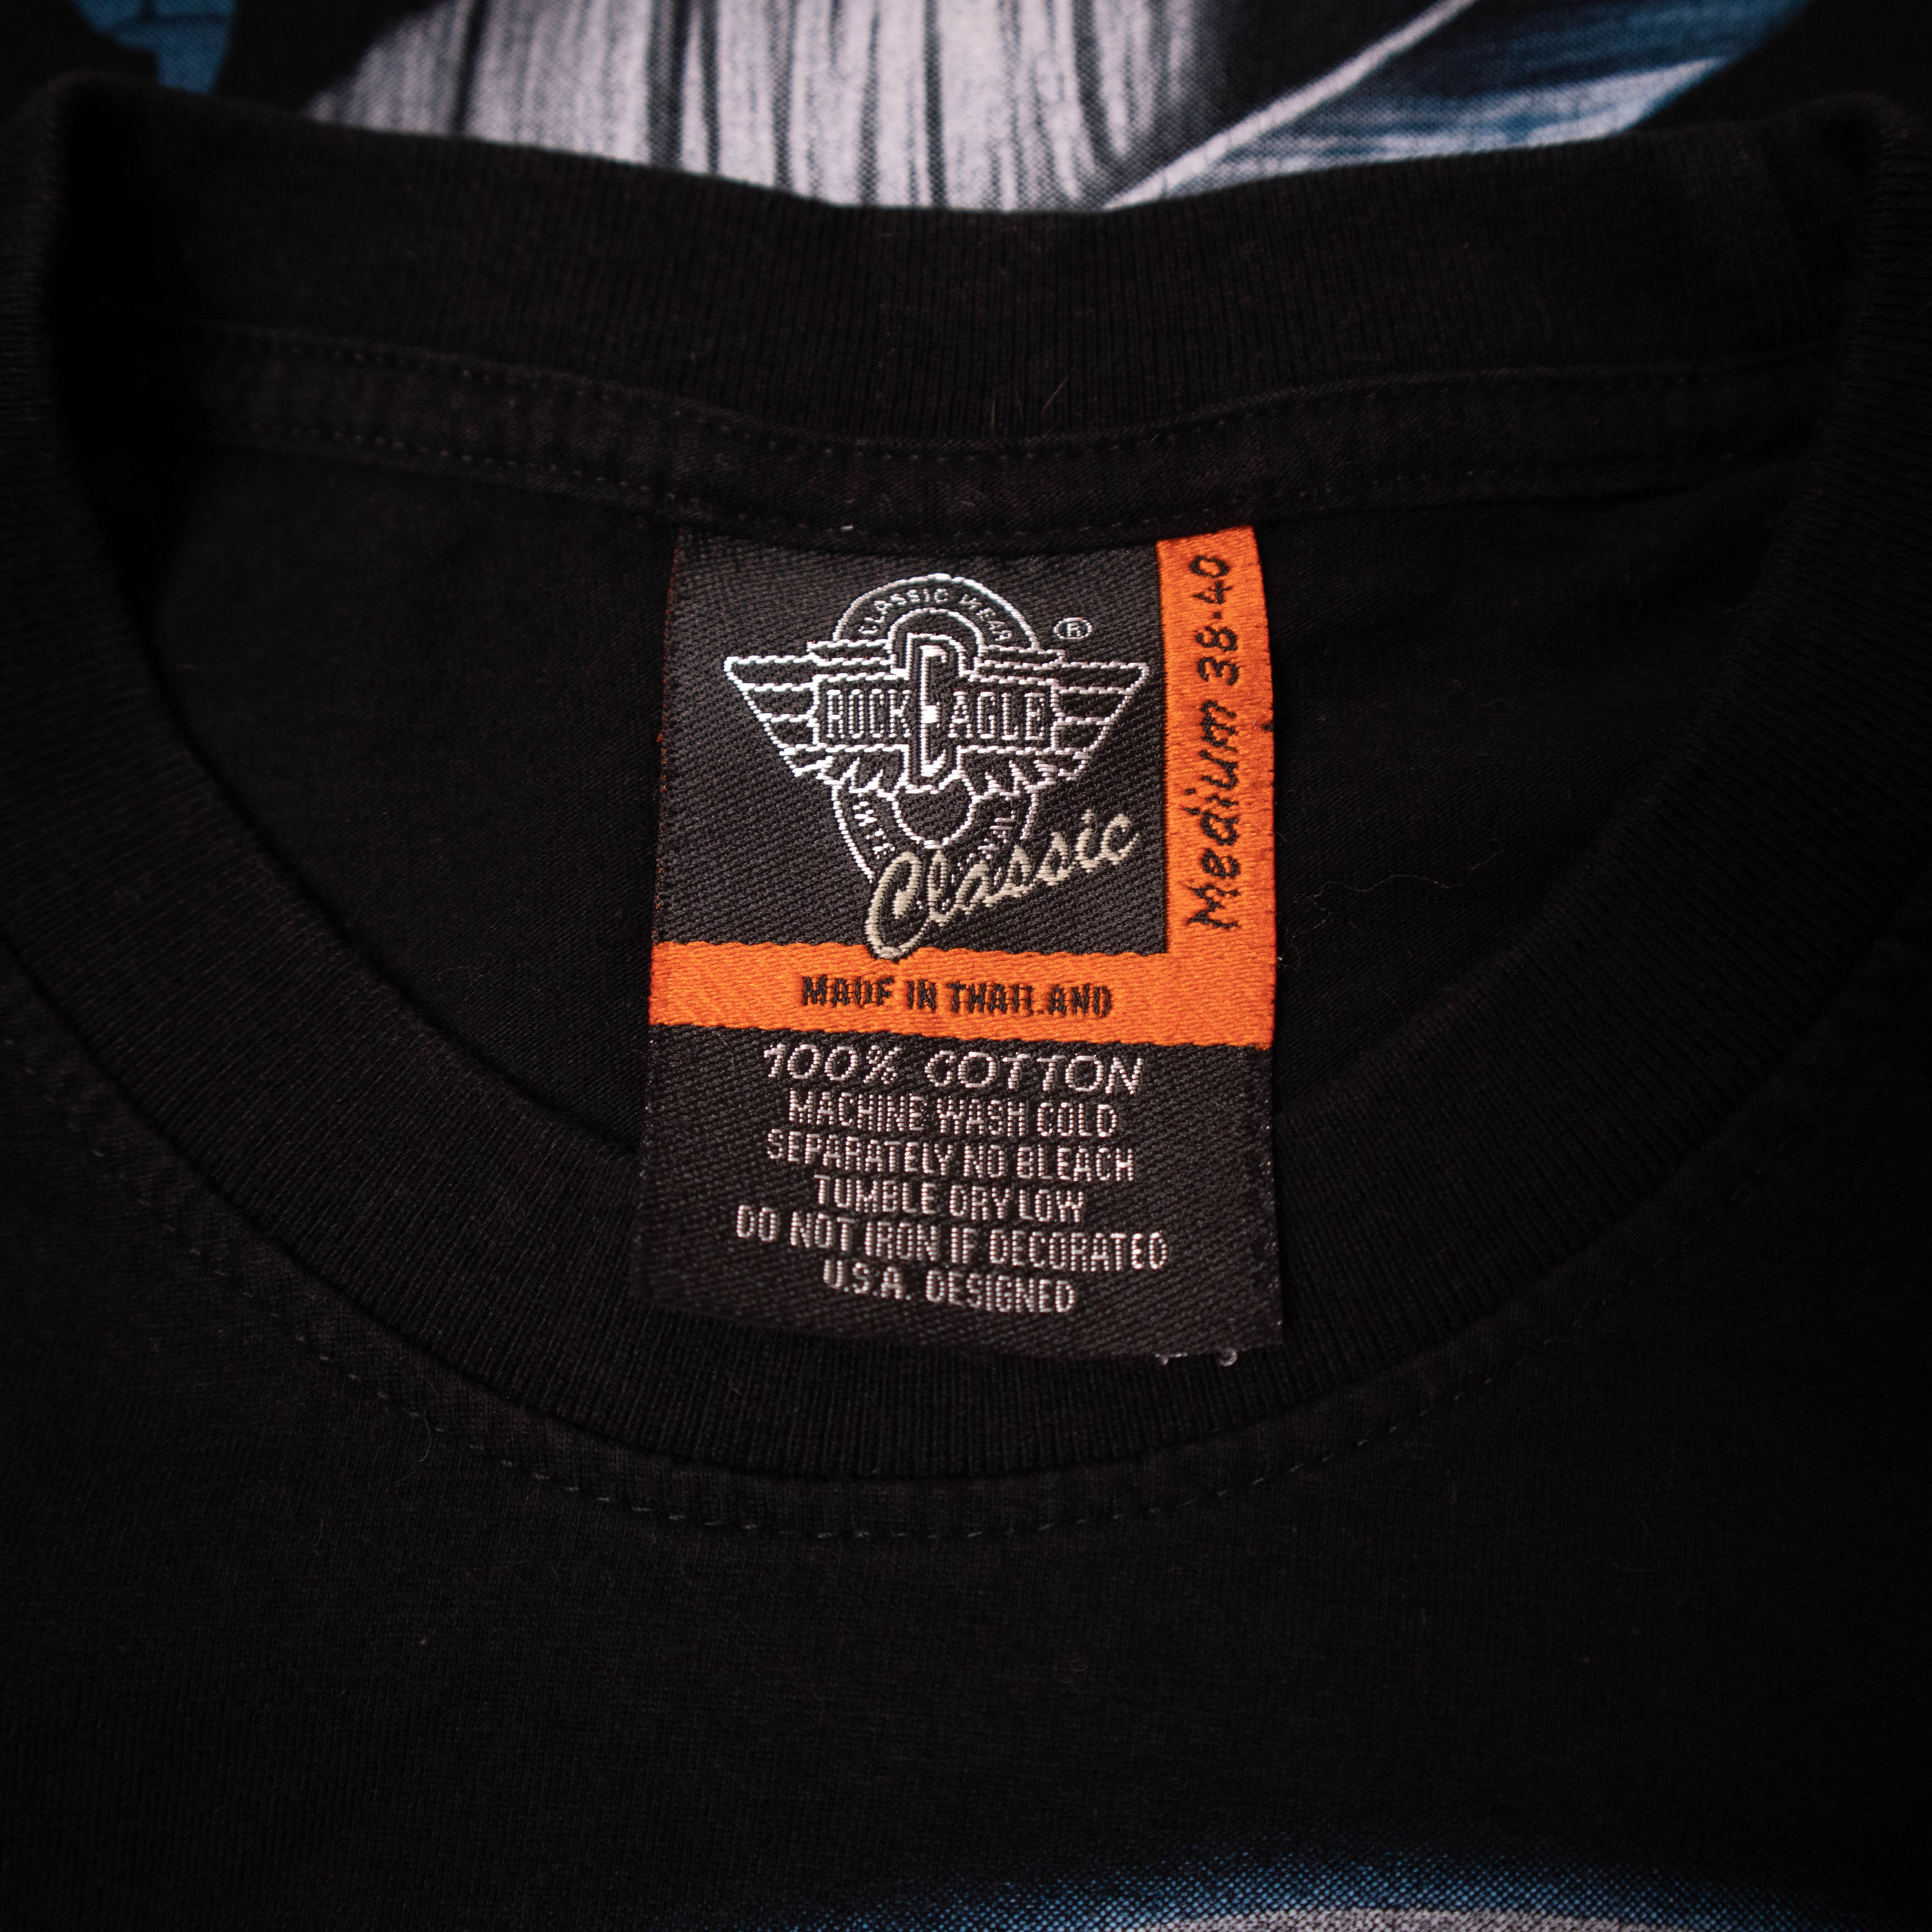 CLASSIC WEAR
®
ROCK EAGLE
Classic
Medium 38-40
MADE IN THAILAND
100% COTTON
MACHINE WASH COLD
SEPARATELY NO BLEACH
TUMBLE DRY LOW
DO NOT IRON IF DECORATED
U.S.A. DESIGNED